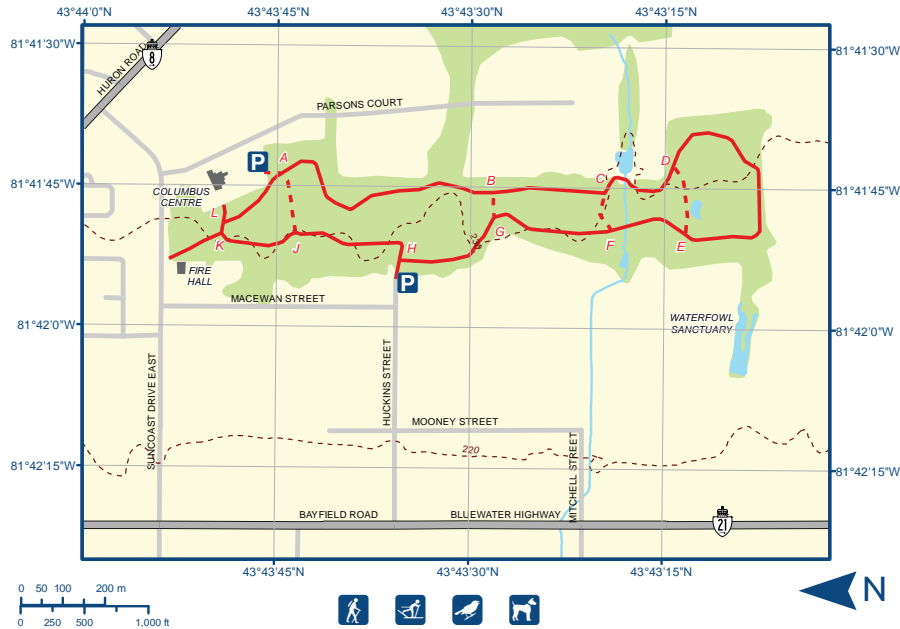 43°44'0"N 43°43'45"N 43°43'30"N 43°43'15"N
81°41'30"W 81°41'30"W
HURON ROAD
8
PARSONS COURT
P A
D
B C
81°41'45"W 81°41'45"W
COLUMBUS
CENTRE
L
K J H G F E
FIRE
HALL
P
MACEWAN STREET
WATERFOWL
SANCTUARY
81°42'0"W 81°42'0"W
SUNCOAST DRIVE EAST
HUCKINS STREET
MOONEY STREET
MITCHELL STREET
220
81°42'15"W 81°42'15"W
BAYFIELD ROAD BLUEWATER HIGHWAY
21
43°43'45"N 43°43'30"N 43°43'15"N
0 50 100 200 m
0 250 500 1,000 ft
N